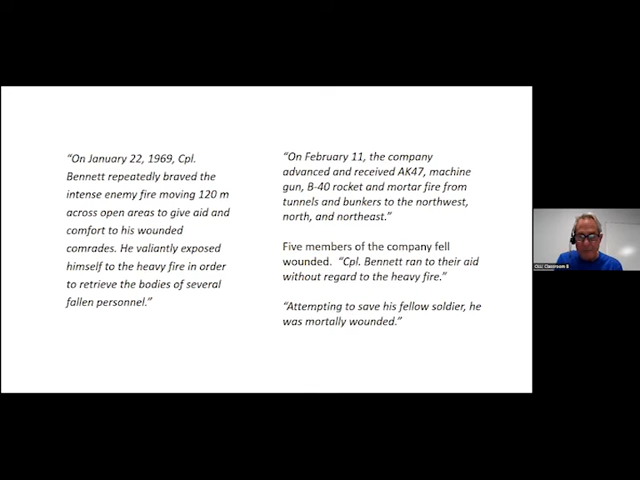 “On January 22, 1969, Cpl.
Bennett repeatedly braved the
intense enemy fire moving 120 m
across open areas to give aid and
comfort to his wounded
comrades. He valiantly exposed
himself to the heavy fire in order
to retrieve the bodies of several
fallen personnel.”
“On February 11, the company
advanced and received AK47, machine
gun, B-40 rocket and mortar fire from
tunnels and bunkers to the northwest,
north, and northeast.”
Five members of the company fell
wounded. “Cpl. Bennett ran to their aid
without regard to the heavy fire.”
“Attempting to save his fellow soldier, he
was mortally wounded.”